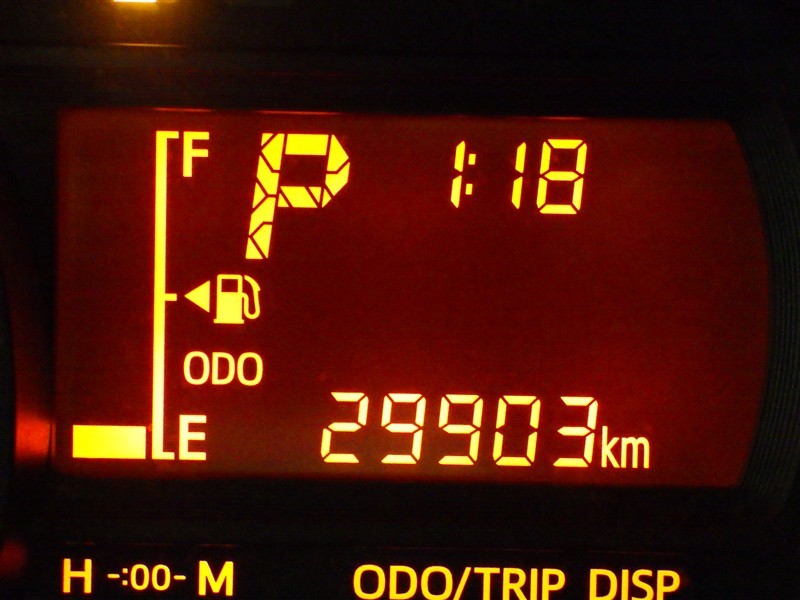 F P 1:18
ODO
E 29903km
H -:00- M ODO/TRIP DISP